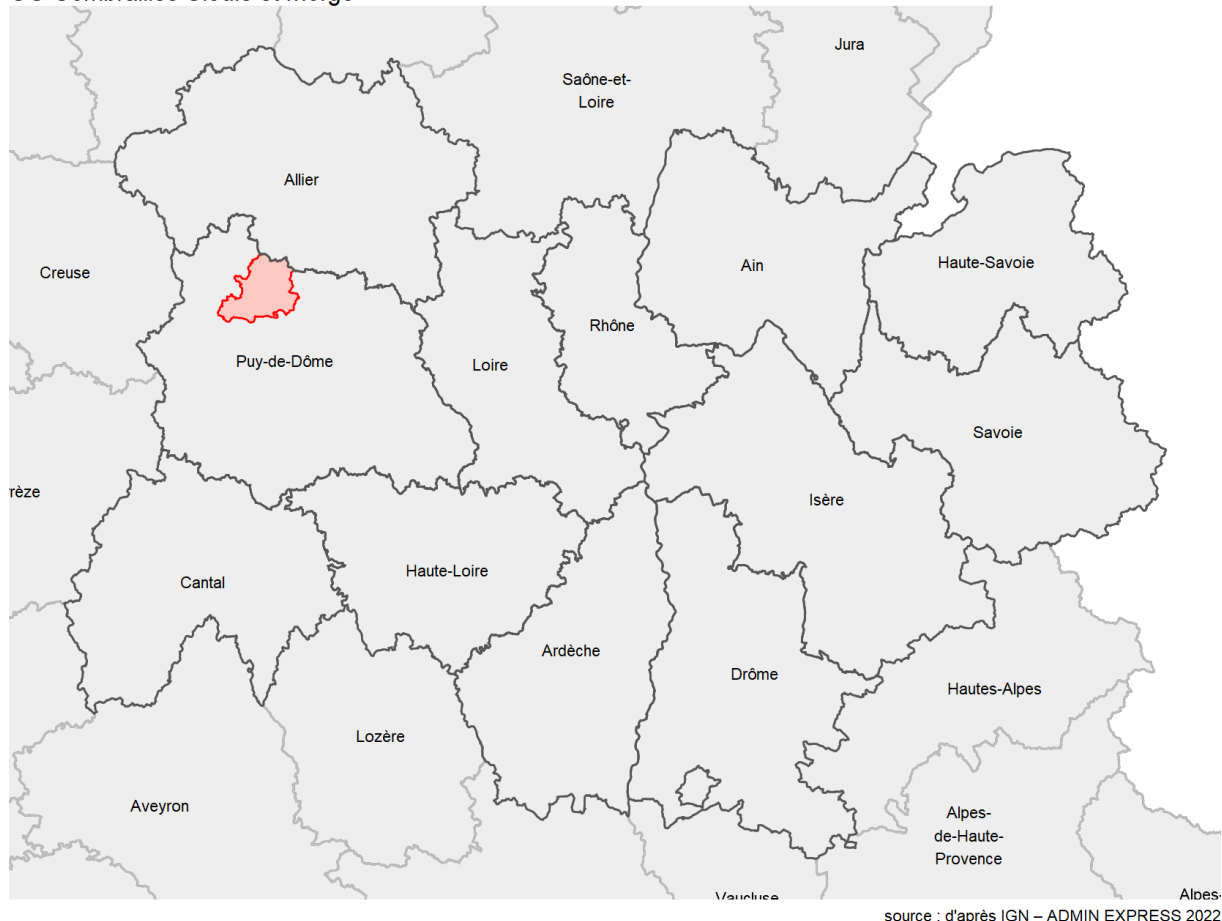 Jura
Saône-et-
Loire
Allier
Creuse
Ain
Haute-Savoie
Rhône
Puy-de-Dôme
Loire
Savoie
rèze
Isère
Cantal
Haute-Loire
Ardèche
Drôme
Hautes-Alpes
Lozère
Aveyron
Alpes-
de-Haute-
Provence
Vaucluse
Alpes-
source : d'après IGN – ADMIN EXPRESS 2022